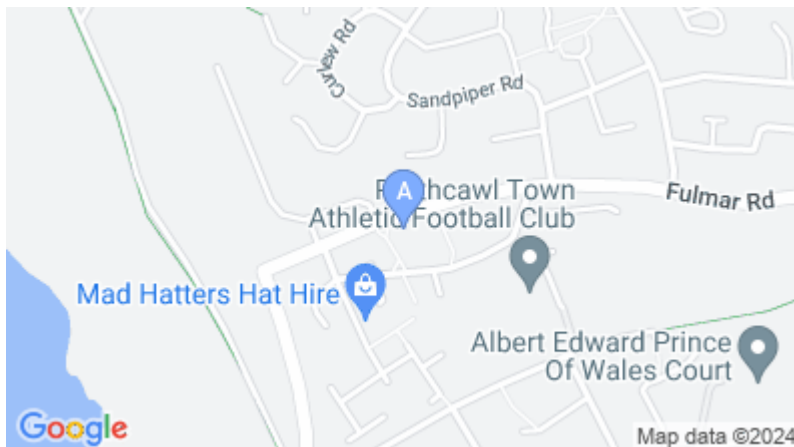 Curlew Rd
Sandpiper Rd
A
Town
Athletic Football Club
Fulmar Rd
Mad Hatters Hat Hire
Albert Edward Prince
Of Wales Court
Google
Map data ©2024